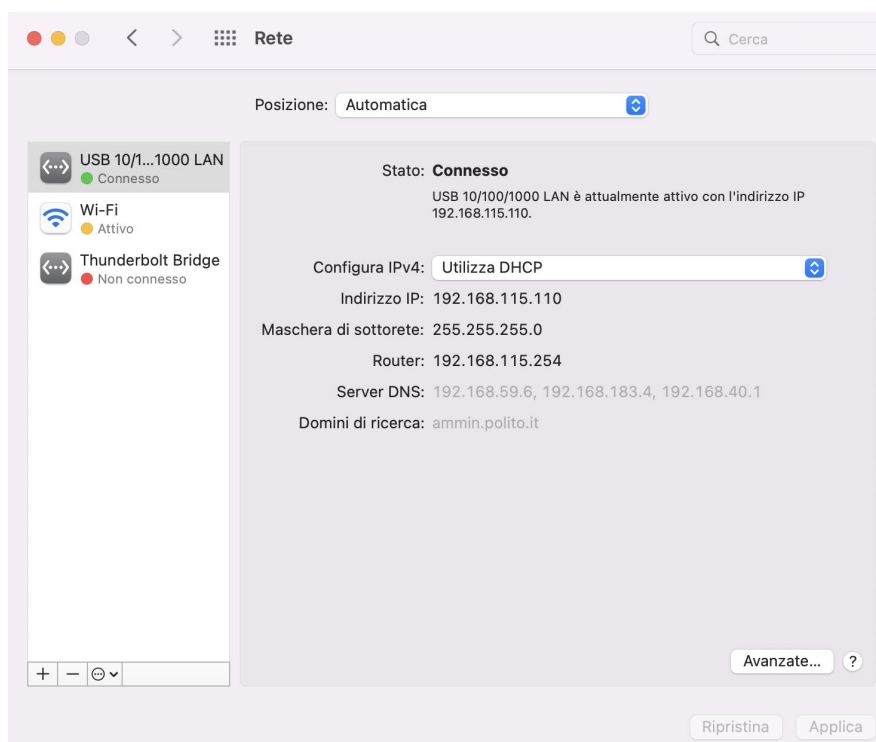 Rete
Cerca
Posizione: Automatica
USB 10/1...1000 LAN
Connesso
Wi-Fi
Attivo
Thunderbolt Bridge
Non connesso
Stato: Connesso
USB 10/100/1000 LAN è attualmente attivo con l'indirizzo IP
192.168.115.110.
Configura IPv4: Utilizza DHCP
Indirizzo IP: 192.168.115.110
Maschera di sottorete: 255.255.255.0
Router: 192.168.115.254
Server DNS: 192.168.59.6, 192.168.183.4, 192.168.40.1
Domini di ricerca: ammin.polito.it
Avanzate... ?
Ripristina Applica